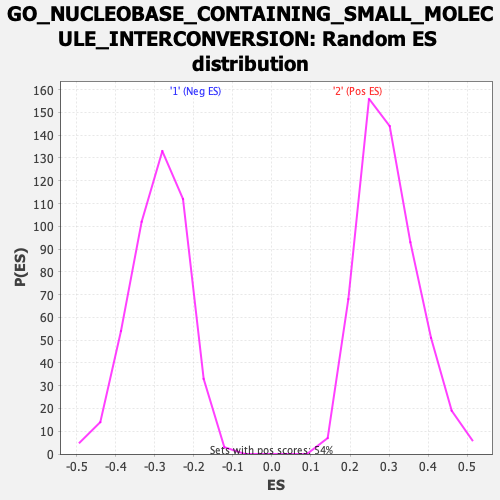 GO_NUCLEOBASE_CONTAINING_SMALL_MOLEC
ULE_INTERCONVERSION: Random ES
distribution
'1' (Neg ES)
'2' (Pos ES)
160
150
140
130
120
110
100
90
80
70
60
50
40
30
20
10
0
P(ES)
Sets with pos scores: 54%
-0.5 -0.4 -0.3 -0.2 -0.1 0.0 0.1 0.2 0.3 0.4 0.5
ES